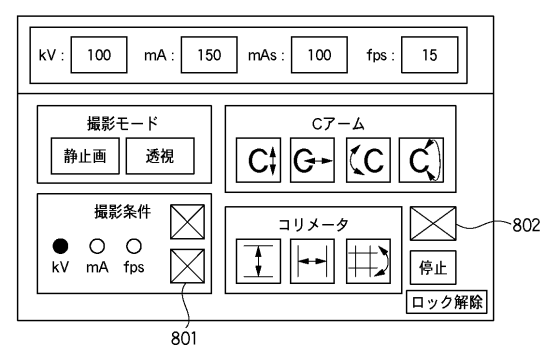 kV : 100 mA : 150 mAs : 100 fps : 15
撮影モード
静止画 透視
Cアーム
C C C C
撮影条件
kV mA fps
801
コリメータ
802
停止
ロック解除